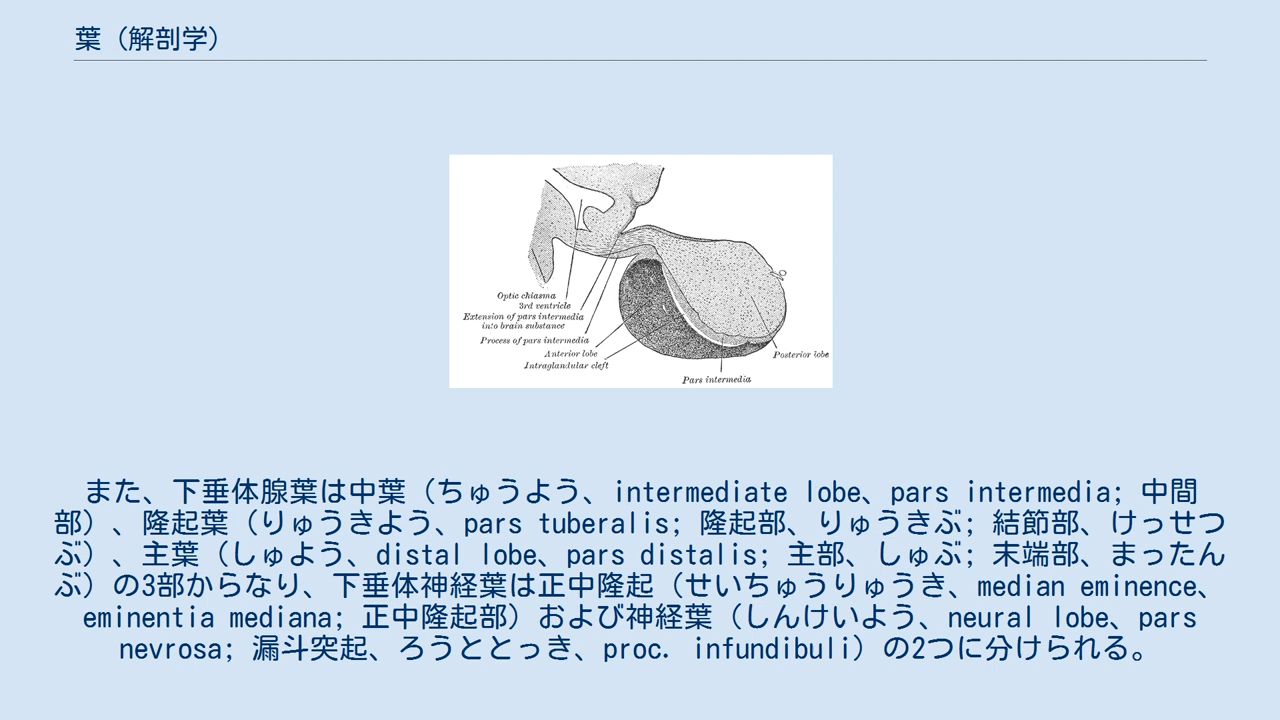 葉（解剖学）
Optic chiasma
3rd ventricle
Extension of pars intermedia
into brain substance
Process of pars intermedia
Anterior lobe
Intraglandular cleft
Pars intermedia
Posterior lobe
また、下垂体腺葉は中葉（ちゅうよう、intermediate lobe、pars intermedia; 中間
部）、隆起葉（りゅうきよう、pars tuberalis; 隆起部、りゅうきぶ; 結節部、けっせつ
ぶ）、主葉（しゅよう、distal lobe、pars distalis; 主部、しゅぶ; 末端部、まったん
ぶ）の3部からなり、下垂体神経葉は正中隆起（せいちゅうりゅうき、median eminence、
eminentia mediana; 正中隆起部）および神経葉（しんけいよう、neural lobe、pars
nevrosa; 漏斗突起、ろうととっき、proc. infundibuli）の2つに分けられる。